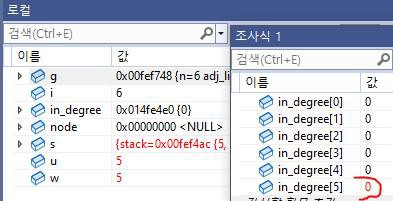 로컬
검색(Ctrl+E)
이름 값
g 0x00fef748 {n=6 adj_li
i 6
in_degree 0x014fe4e0 {0}
node 0x00000000 <NULL>
s {stack=0x00fef4ac {5,
u 5
w 5
조사식 1
검색(Ctrl+E)
이름 값
in_degree[0] 0
in_degree[1] 0
in_degree[2] 0
in_degree[3] 0
in_degree[4] 0
in_degree[5] 0